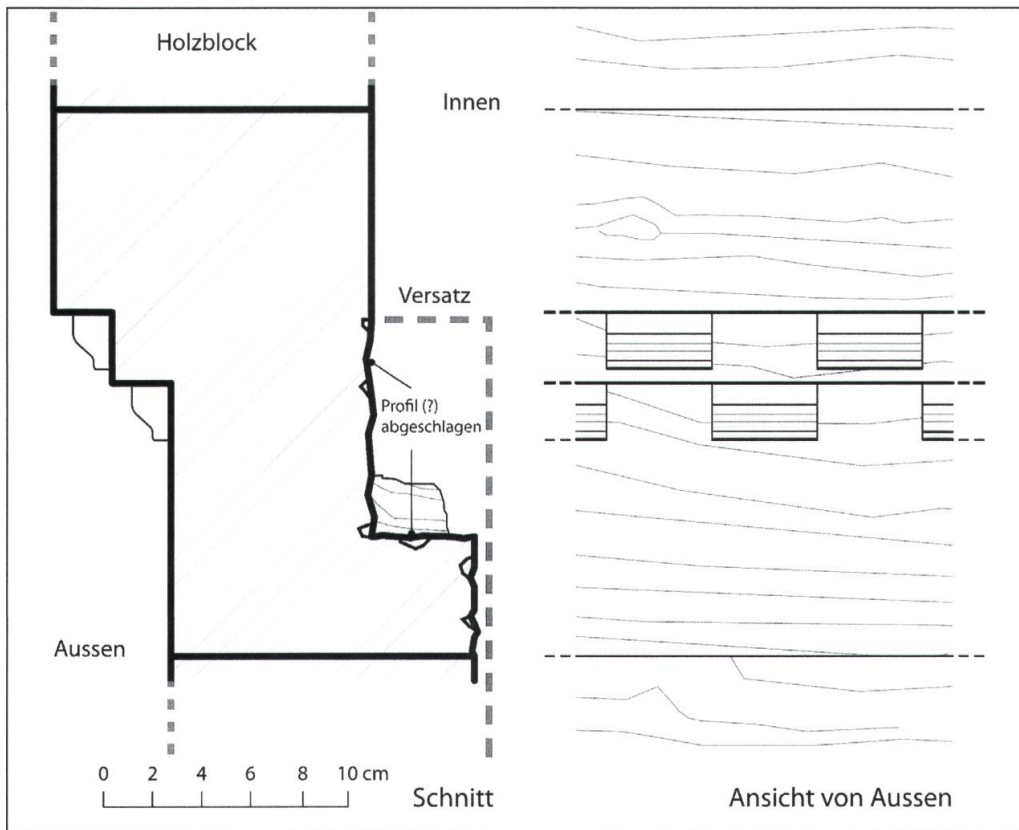 Holzblock
Innen
Versatz
Profil (?)
abgeschlagen
Aussen
0 2 4 6 8 10 cm
Schnitt
Ansicht von Aussen